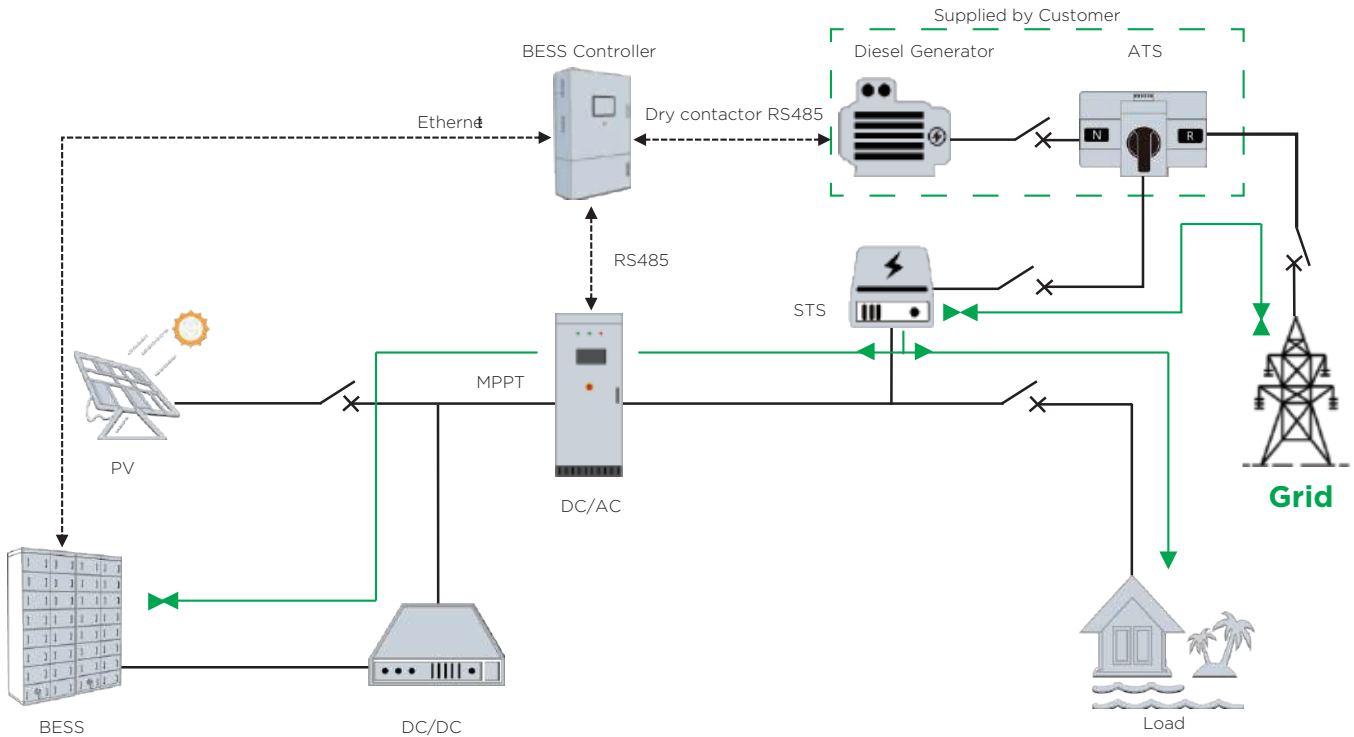 Supplied by Customer
BESS Controller
Diesel Generator
ATS
Ethernet
Dry contactor RS485
N
R
RS485
STS
MPPT
PV
DC/AC
Grid
BESS
DC/DC
Load